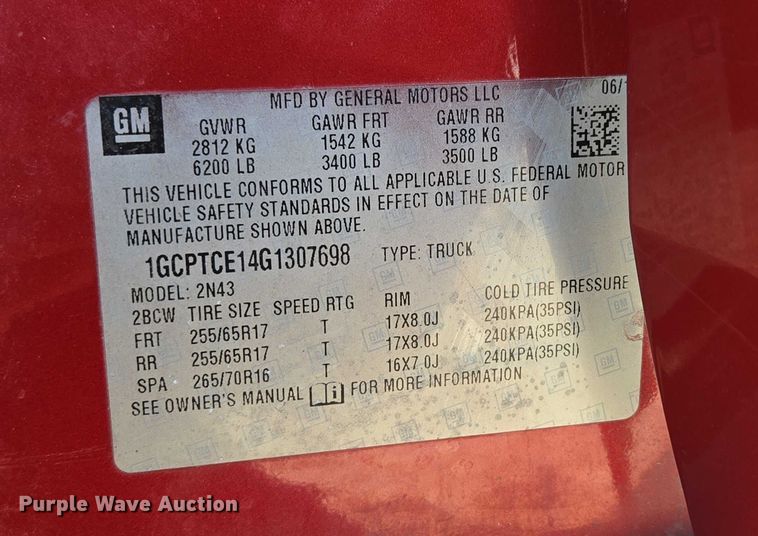 GM
MFD BY GENERAL MOTORS LLC 06/1
GVWR GAWR FRT GAWR RR
2812 KG 1542 KG 1588 KG
6200 LB 3400 LB 3500 LB
THIS VEHICLE CONFORMS TO ALL APPLICABLE U.S. FEDERAL MOTOR
VEHICLE SAFETY STANDARDS IN EFFECT ON THE DATE OF
MANUFACTURE SHOWN ABOVE.
1GCPTCE14G1307698 TYPE: TRUCK
MODEL: 2N43
2BCW TIRE SIZE SPEED RTG RIM COLD TIRE PRESSURE
FRT 255/65R17 T 17X8.0J 240KPA(35PSI)
RR 255/65R17 T 17X8.0J 240KPA(35PSI)
SPA 265/70R16 T 16X7.0J 240KPA(35PSI)
SEE OWNER'S MANUAL FOR MORE INFORMATION
Purple Wave Auction